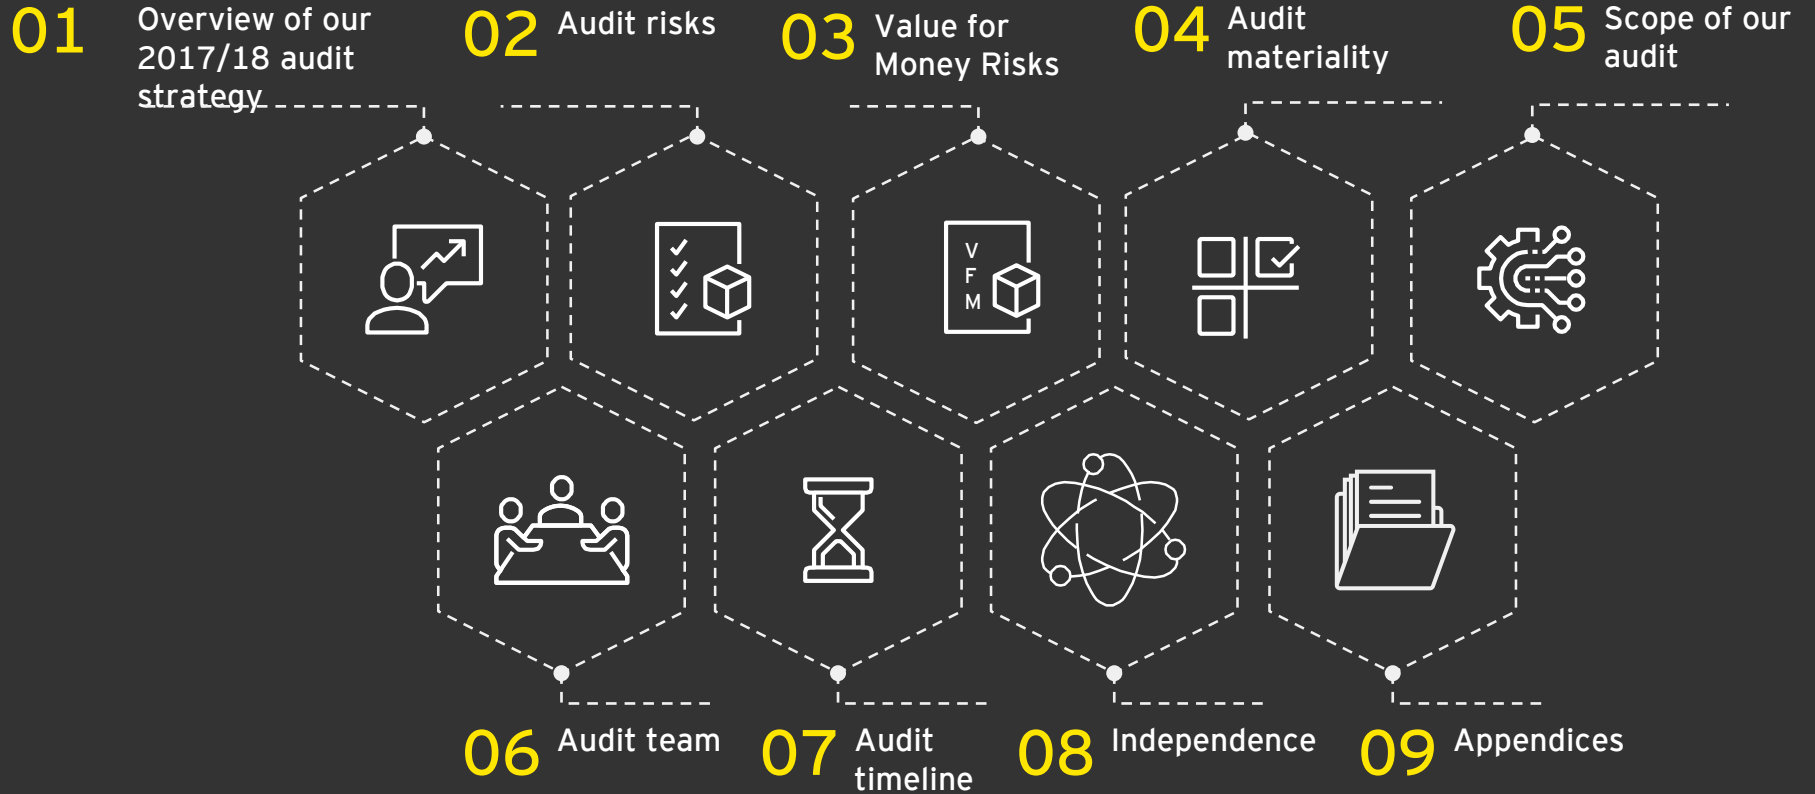 01
Overview of our
2017/18 audit
strategy
02
Audit risks
03
Value for
Money Risks
04
Audit
materiality
05
Scope of our
audit
V
F
M
06
Audit team
07
Audit
timeline
08
Independence
09
Appendices